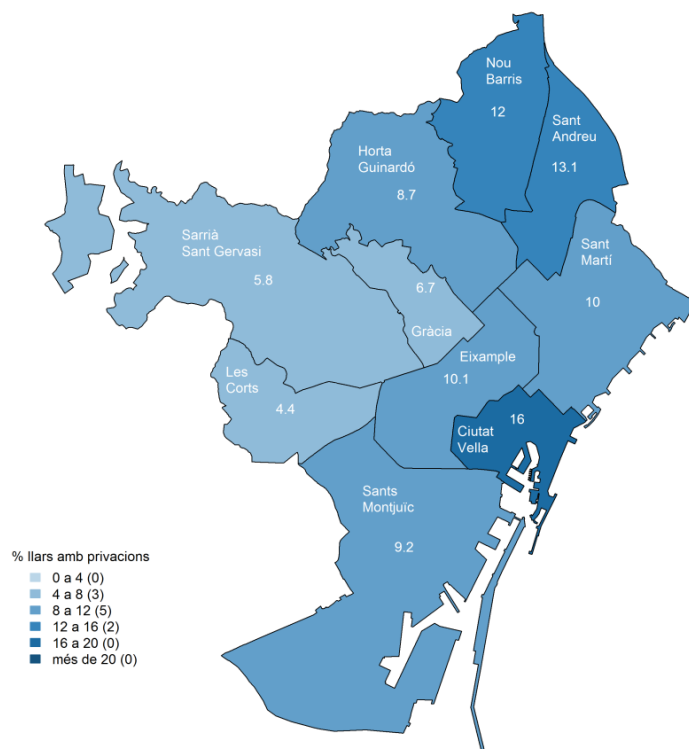 Nou
Barris
12
Sant
Andreu
13.1
Horta
Guinardó
8.7
Sarrià
Sant Gervasi
5.8
Sant
Martí
10
6.7
Gràcia
Eixample
10.1
Les
Corts
4.4
16
Ciutat
Vella
Sants
Montjuïc
9.2
% llars amb privacions
0 a 4 (0)
4 a 8 (3)
8 a 12 (5)
12 a 16 (2)
16 a 20 (0)
més de 20 (0)